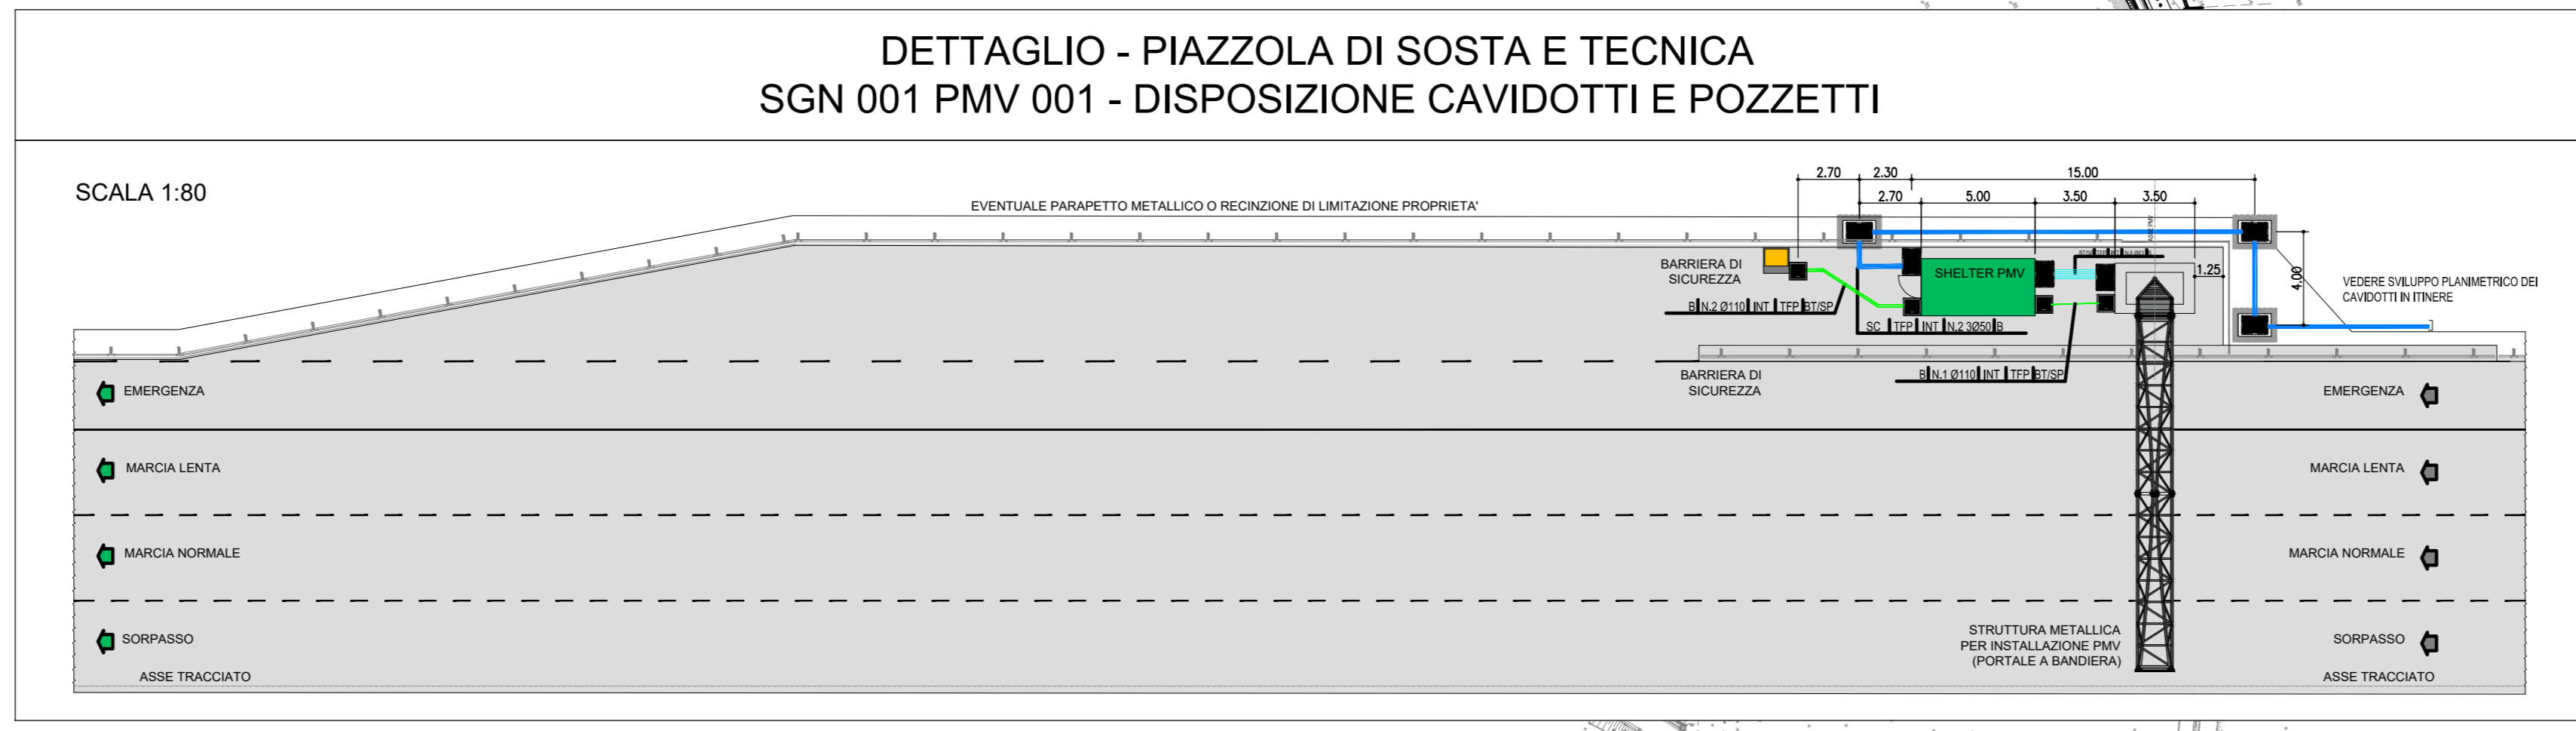 DETTAGLIO - PIAZZOLA DI SOSTA E TECNICA
SGN 001 PMV 001 - DISPOSIZIONE CAVIDOTTI E POZZETTI
SCALA 1:80
EVENTUALE PARAPETTO METALLICO O RECINZIONE DI LIMITAZIONE PROPRIETA'
2.70 2.30 15.00
2.70 5.00 3.50 3.50
ASSE PMV
BARRIERA DI
SICUREZZA
SHELTER PMV
1.25
4.00
VEDERE SVILUPPO PLANIMETRICO DEI
CAVIDOTTI IN ITINERE
B N.2 Ø110 INT TFP BT/SP
SC TFP INT N.2 3Ø50 B
BARRIERA DI
SICUREZZA
B N.1 Ø110 INT TFP BT/SP
EMERGENZA
EMERGENZA
MARCIA LENTA
MARCIA LENTA
MARCIA NORMALE
MARCIA NORMALE
SORPASSO
STRUTTURA METALLICA
PER INSTALLAZIONE PMV
(PORTALE A BANDIERA)
SORPASSO
ASSE TRACCIATO
ASSE TRACCIATO